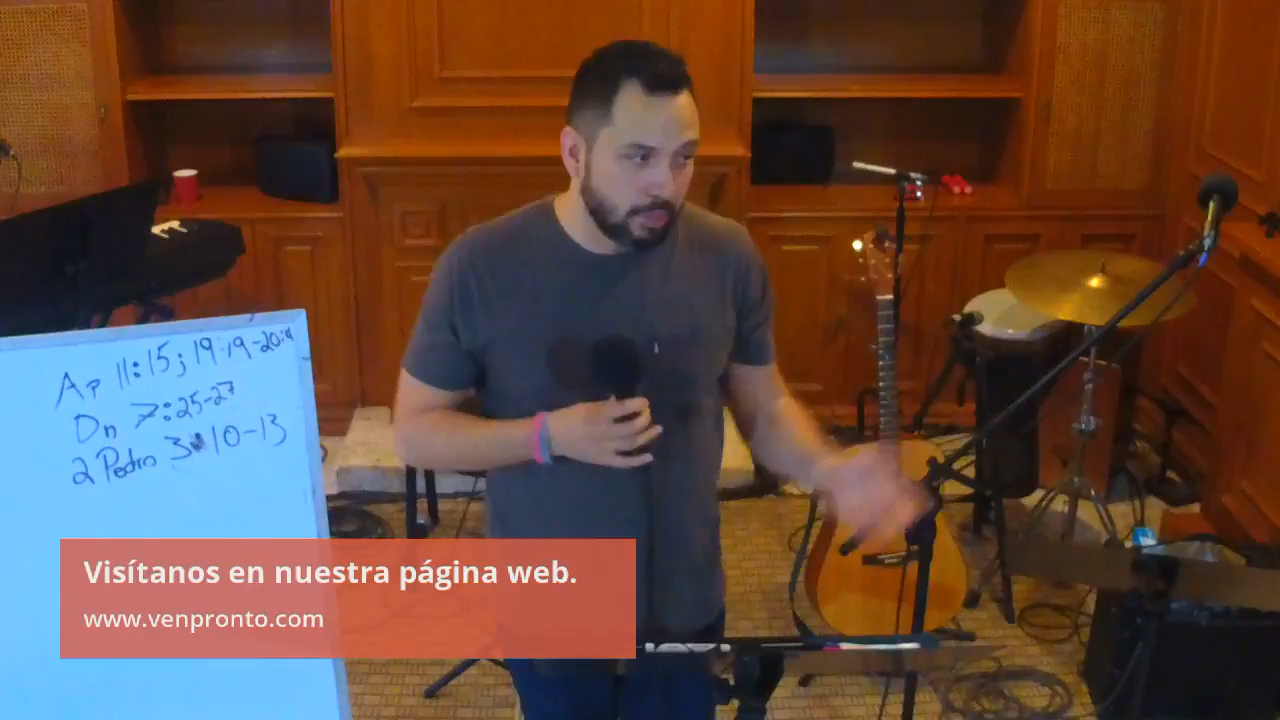 Ap 11:15; 19:19-20:4
Dn 7:25-27
2 Pedro 3:10-13
Visítanos en nuestra página web.
www.venpronto.com